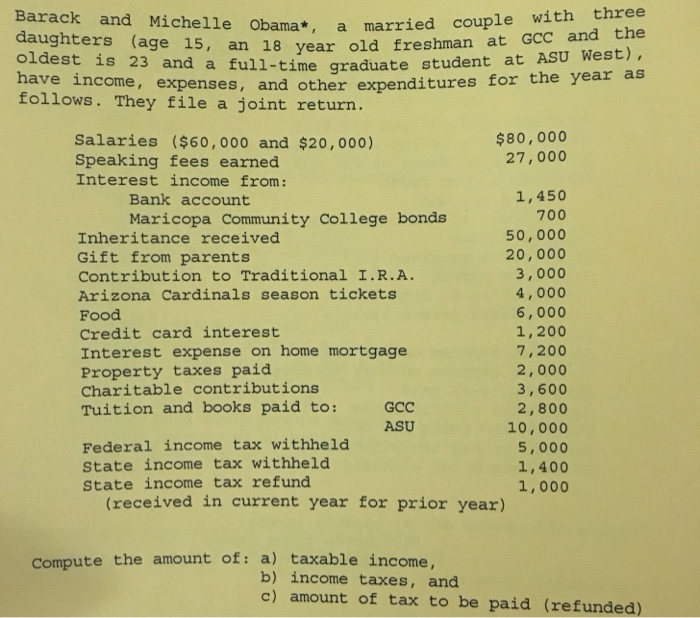 Barack and Michelle Obama*, a married couple with three
daughters (age 15, an 18 year old freshman at GCC and the
oldest is 23 and a full-time graduate student at ASU West),
have income, expenses, and other expenditures for the year as
follows. They file a joint return.
Salaries ($60,000 and $20,000) $80,000
Speaking fees earned 27,000
Interest income from:
Bank account 1,450
Maricopa Community College bonds 700
Inheritance received 50,000
Gift from parents 20,000
Contribution to Traditional I.R.A. 3,000
Arizona Cardinals season tickets 4,000
Food 6,000
Credit card interest 1,200
Interest expense on home mortgage 7,200
Property taxes paid 2,000
Charitable contributions 3,600
Tuition and books paid to: GCC 2,800
ASU 10,000
Federal income tax withheld 5,000
State income tax withheld 1,400
State income tax refund 1,000
(received in current year for prior year)
Compute the amount of: a) taxable income,
b) income taxes, and
c) amount of tax to be paid (refunded)